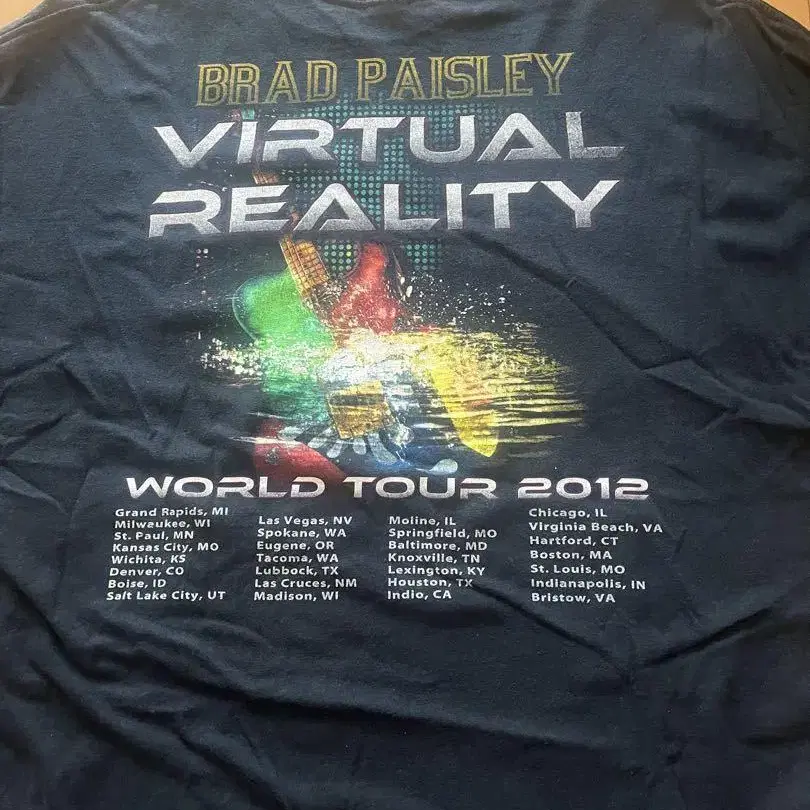 BRAD PAISLEY
VIRTUAL
REALITY
WORLD TOUR 2012
Grand Rapids, MI
Milwaukee, WI
St. Paul, MN
Kansas City, MO
Wichita, KS
Denver, CO
Boise, ID
Salt Lake City, UT
Las Vegas, NV
Spokane, WA
Eugene, OR
Tacoma, WA
Lubbock, TX
Las Cruces, NM
Madison, WI
Moline, IL
Springfield, MO
Baltimore, MD
Knoxville, TN
Lexington, KY
Houston, TX
Indio, CA
Chicago, IL
Virginia Beach, VA
Hartford, CT
Boston, MA
St. Louis, MO
Indianapolis, IN
Bristow, VA